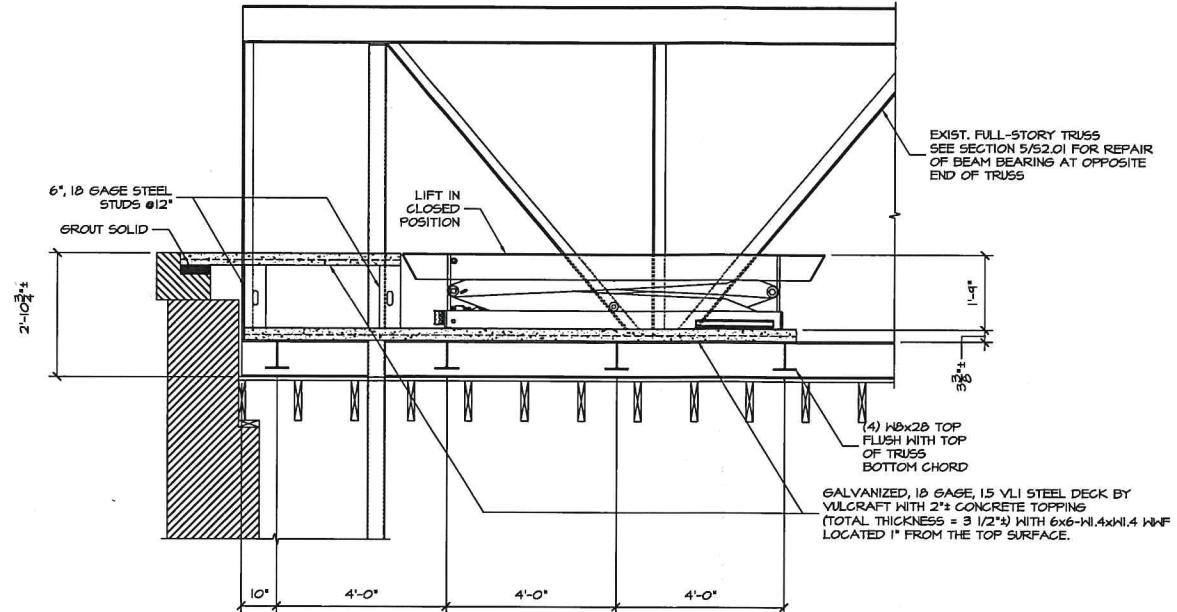 EXIST. FULL-STORY TRUSS
SEE SECTION 5/S2.01 FOR REPAIR
OF BEAM BEARING AT OPPOSITE
END OF TRUSS
6", 18 GAGE STEEL
STUDS @12"
LIFT IN
CLOSED
POSITION
GROUT SOLID
2'-10 3/4"±
1'-9"
3 3/8"±
(4) W8x28 TOP
FLUSH WITH TOP
OF TRUSS
BOTTOM CHORD
GALVANIZED, 18 GAGE, 1.5 VLI STEEL DECK BY
VULCRAFT WITH 2"± CONCRETE TOPPING
(TOTAL THICKNESS = 3 1/2"±) WITH 6x6-W1.4xW1.4 WWF
LOCATED 1" FROM THE TOP SURFACE.
10"
4'-0"
4'-0"
4'-0"